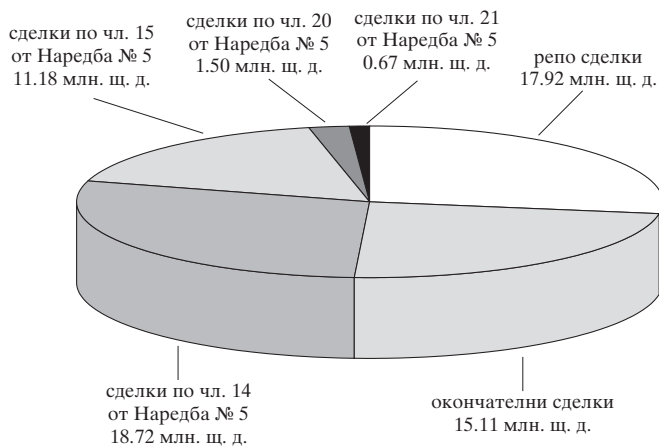 сделки по чл. 15
от Наредба № 5
11.18 млн. щ. д.
сделки по чл. 20
от Наредба № 5
1.50 млн. щ. д.
сделки по чл. 21
от Наредба № 5
0.67 млн. щ. д.
репо сделки
17.92 млн. щ. д.
сделки по чл. 14
от Наредба № 5
18.72 млн. щ. д.
окончателни сделки
15.11 млн. щ. д.